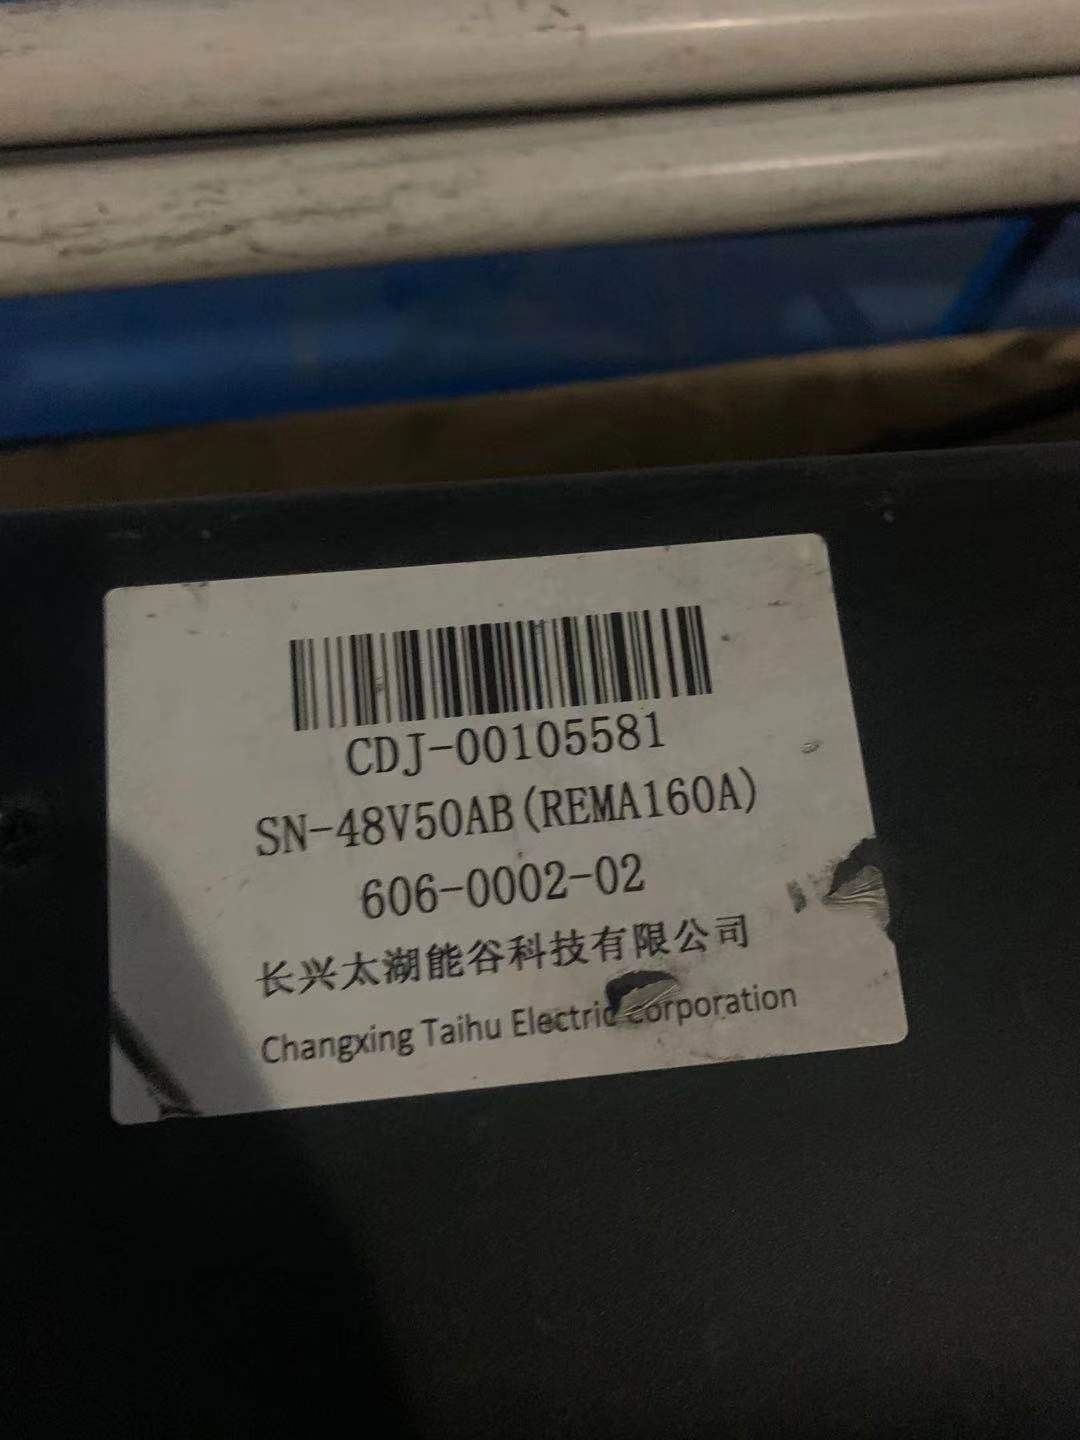 CDJ-00105581
SN-48V50AB(REMA160A)
606-0002-02
长兴太湖能谷科技有限公司
Changxing Taihu Electric Corporation